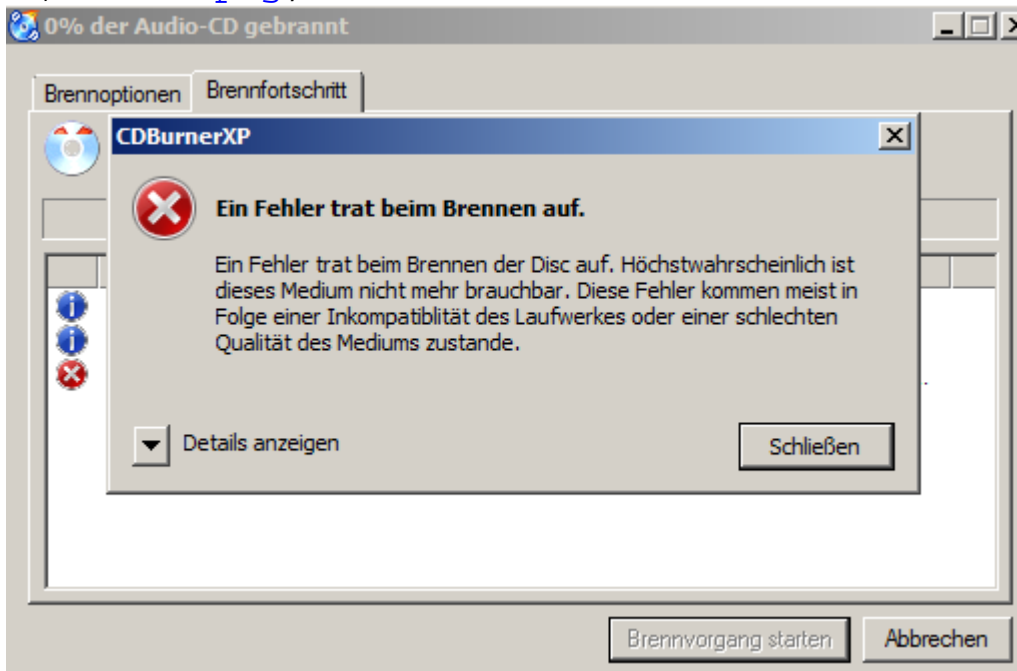 0% der Audio-CD gebrannt
Brennoptionen Brennfortschritt
CDBurnerXP
Ein Fehler trat beim Brennen auf.
Ein Fehler trat beim Brennen der Disc auf. Höchstwahrscheinlich ist
dieses Medium nicht mehr brauchbar. Diese Fehler kommen meist in
Folge einer Inkompatiblität des Laufwerkes oder einer schlechten
Qualität des Mediums zustande.
Details anzeigen
Schließen
Brennvorgang starten Abbrechen